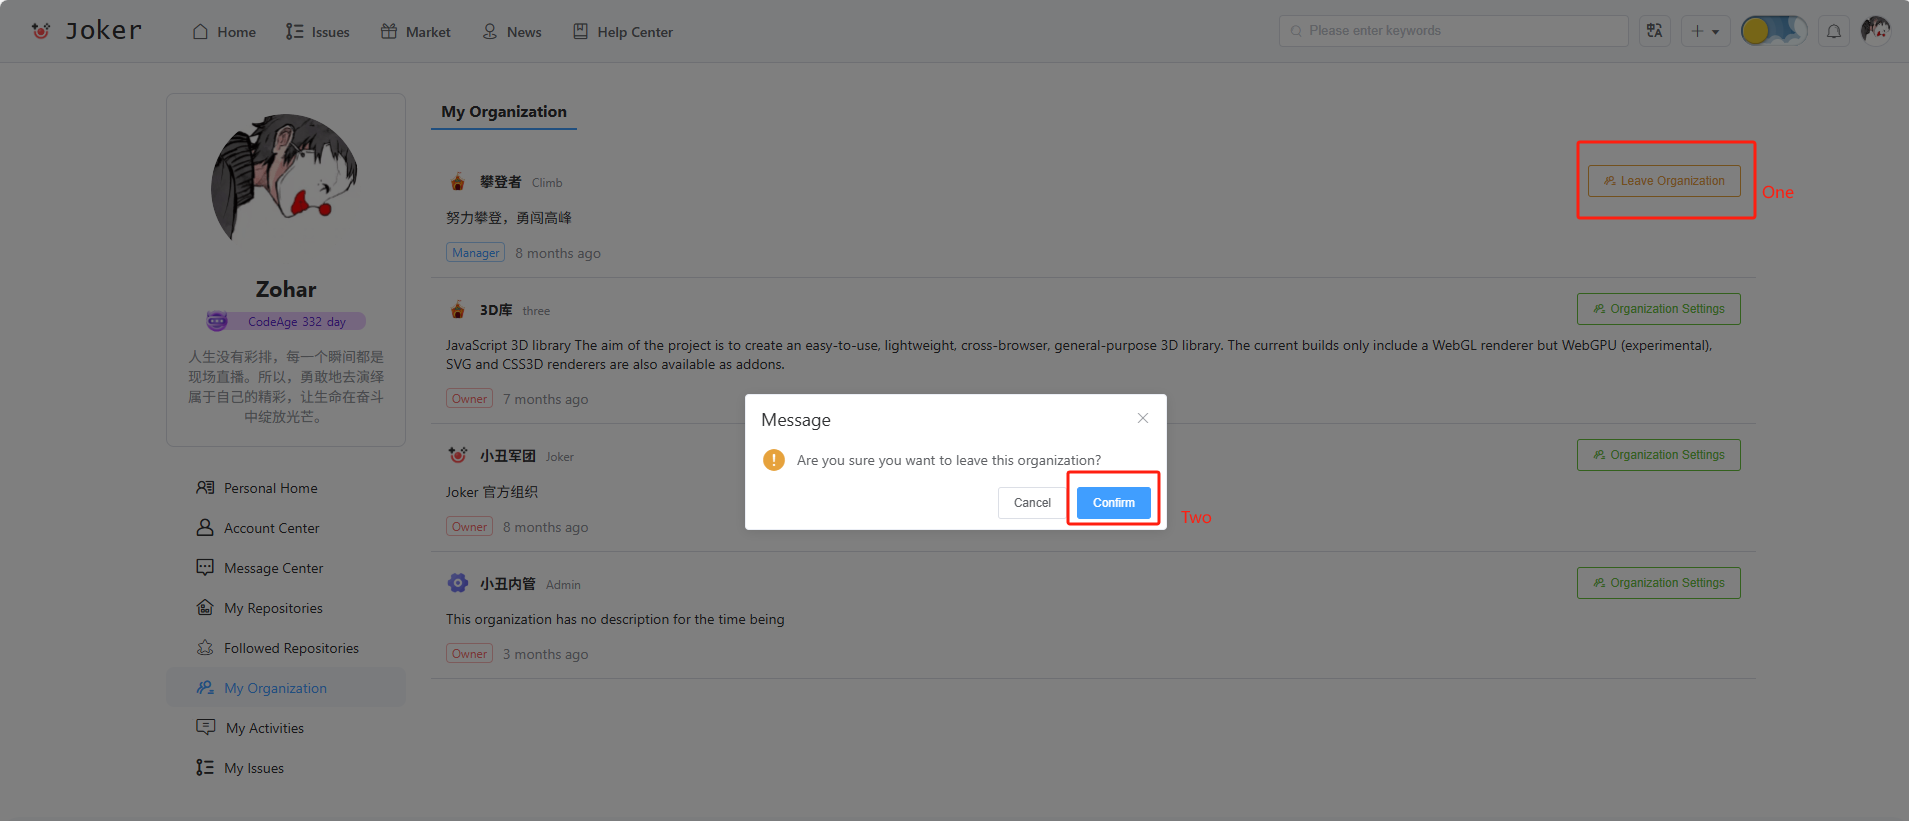 Joker
Home
Issues
Market
News
Help Center
Please enter keywords
Zohar
CodeAge 332 day
人生没有彩排，每一个瞬间都是
现场直播。所以，勇敢地去演绎
属于自己的精彩，让生命在奋斗
中绽放光芒。
Personal Home
Account Center
Message Center
My Repositories
Followed Repositories
My Organization
My Activities
My Issues
My Organization
攀登者 Climb
Leave Organization
One
努力攀登，勇闯高峰
Manager 8 months ago
3D库 three
Organization Settings
JavaScript 3D library The aim of the project is to create an easy-to-use, lightweight, cross-browser, general-purpose 3D library. The current builds only include a WebGL renderer but WebGPU (experimental),
SVG and CSS3D renderers are also available as addons.
Owner 7 months ago
小丑军团 Joker
Organization Settings
Joker 官方组织
Owner 8 months ago
小丑内管 Admin
Organization Settings
This organization has no description for the time being
Owner 3 months ago
Message
Are you sure you want to leave this organization?
Cancel
Confirm
Two